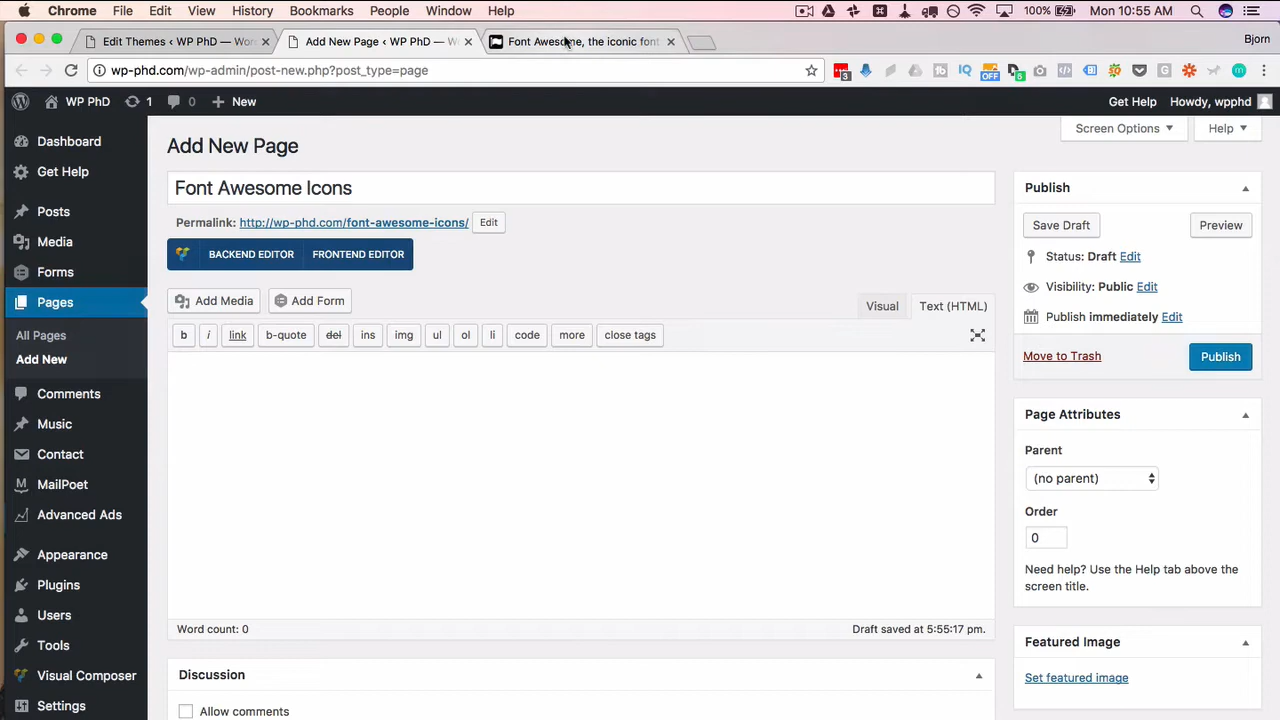 Chrome File Edit View History Bookmarks People Window Help 100% Mon 10:55 AM
Edit Themes ‹ WP PhD — Wor Add New Page ‹ WP PhD — W Font Awesome, the iconic font Bjorn
wp-phd.com/wp-admin/post-new.php?post_type=page 3 OFF 6
WP PhD 1 0 New Get Help Howdy, wpphd
Screen Options Help
Dashboard
Get Help
Posts
Media
Forms
Pages
All Pages
Add New
Comments
Music
Contact
MailPoet
Advanced Ads
Appearance
Plugins
Users
Tools
Visual Composer
Settings
Add New Page
Font Awesome Icons
Permalink: http://wp-phd.com/font-awesome-icons/ Edit
BACKEND EDITOR FRONTEND EDITOR
Add Media Add Form Visual Text (HTML)
b i link b-quote del ins img ul ol li code more close tags
Word count: 0 Draft saved at 5:55:17 pm.
Discussion
Allow comments
Publish
Save Draft Preview
Status: Draft Edit
Visibility: Public Edit
Publish immediately Edit
Move to Trash Publish
Page Attributes
Parent
(no parent)
Order
0
Need help? Use the Help tab above the
screen title.
Featured Image
Set featured image